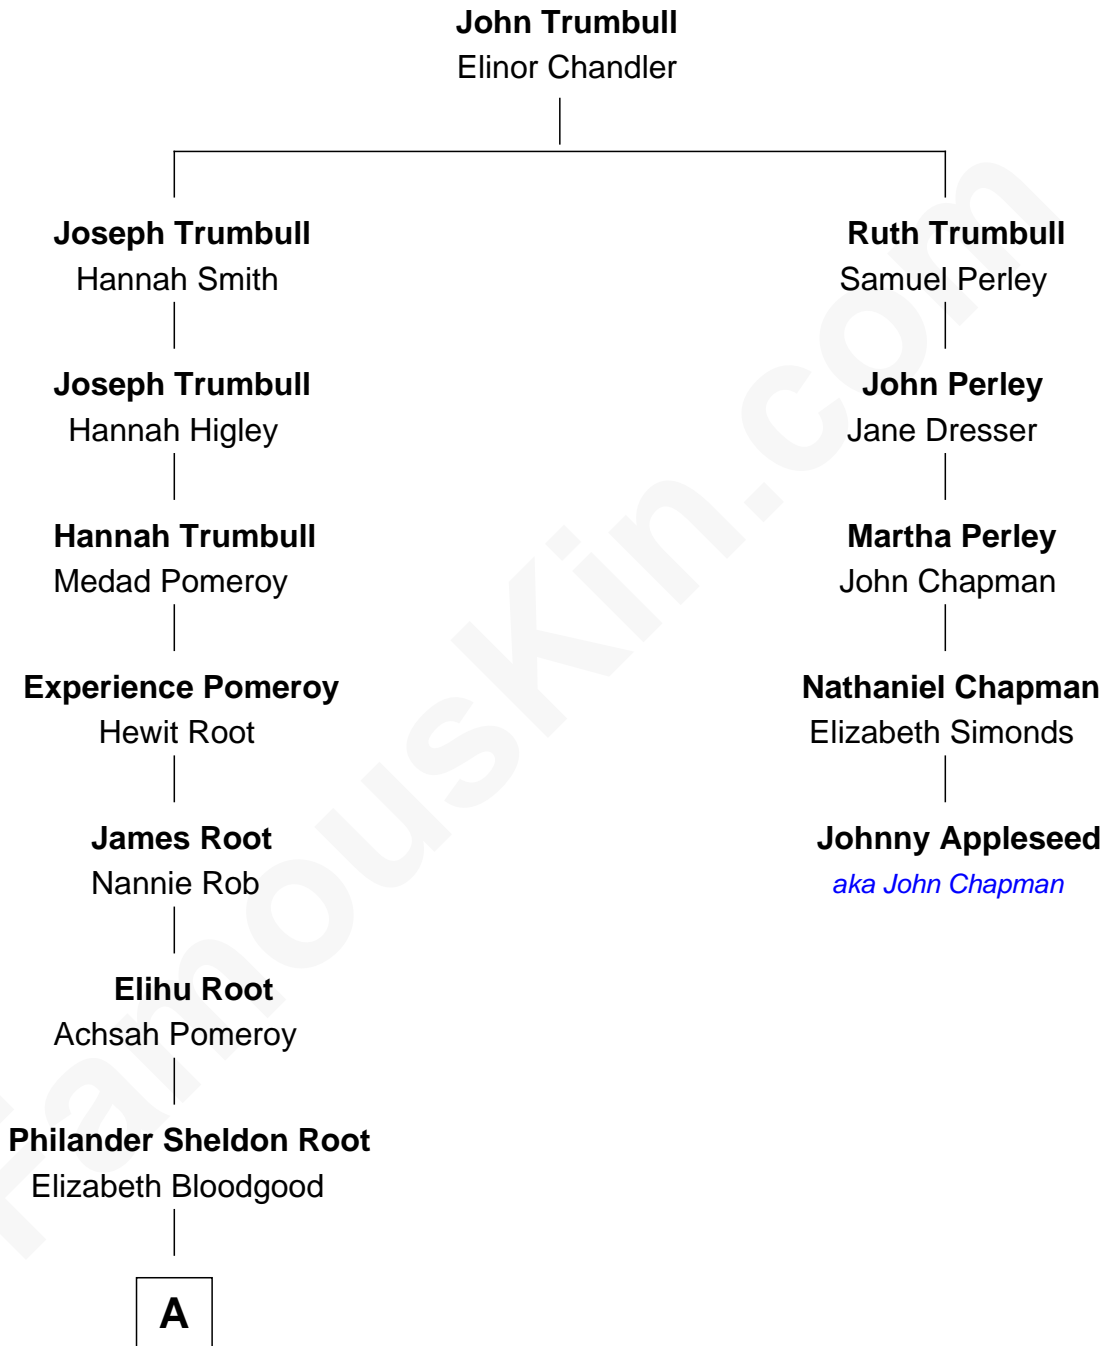 John Trumbull
Elinor Chandler
Joseph Trumbull
Hannah Smith
Joseph Trumbull
Hannah Higley
Hannah Trumbull
Medad Pomeroy
Experience Pomeroy
Hewit Root
James Root
Nannie Rob
Elihu Root
Achsah Pomeroy
Philander Sheldon Root
Elizabeth Bloodgood
A
Ruth Trumbull
Samuel Perley
John Perley
Jane Dresser
Martha Perley
John Chapman
Nathaniel Chapman
Elizabeth Simonds
Johnny Appleseed
aka John Chapman
FamousKin.com